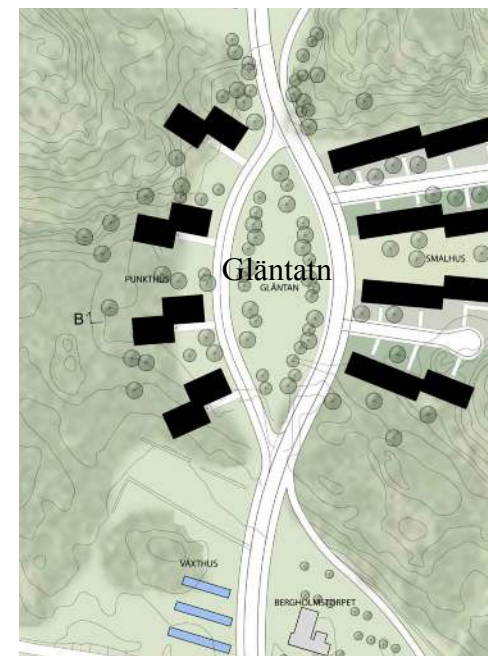 Gläntatn
GLÄNTAN
SMALHUS
PUNKTHUS
B
VÄXTHUS
BERGHOLMSTORPET